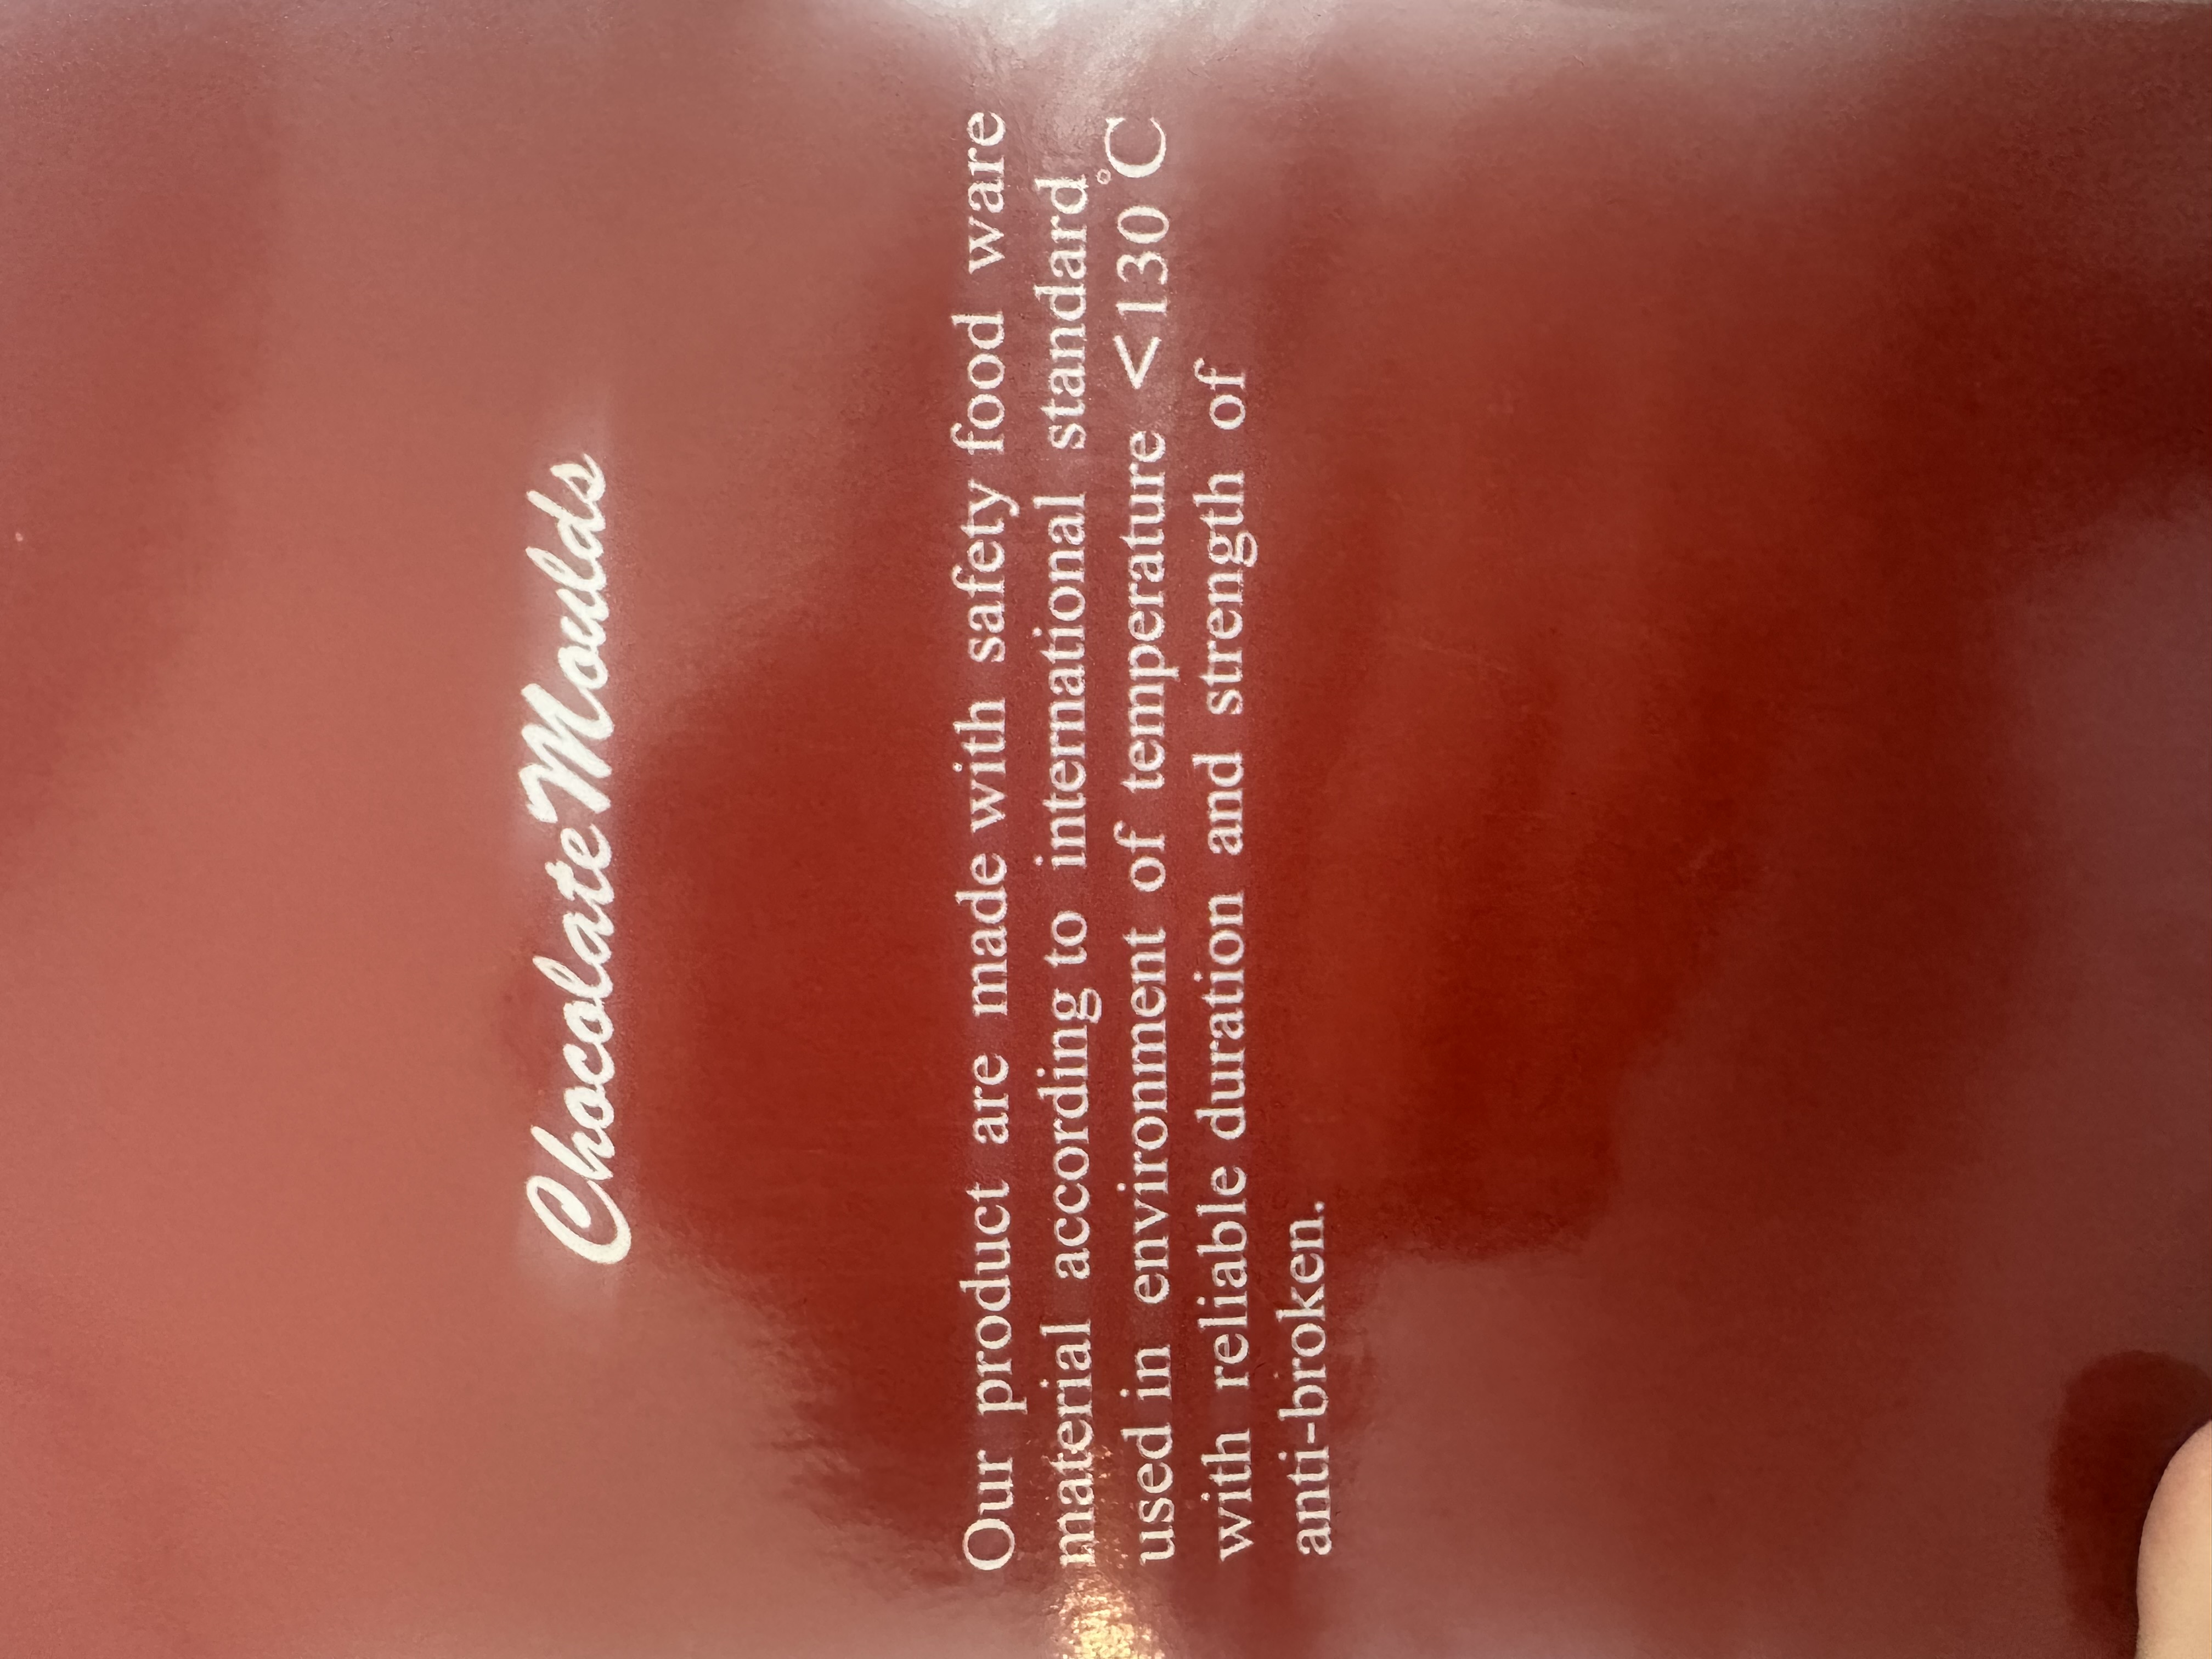 Chocolate Moulds
Our product are made with safety food ware
material according to international standard
used in environment of temperature <130°C
with reliable duration and strength of
anti-broken.